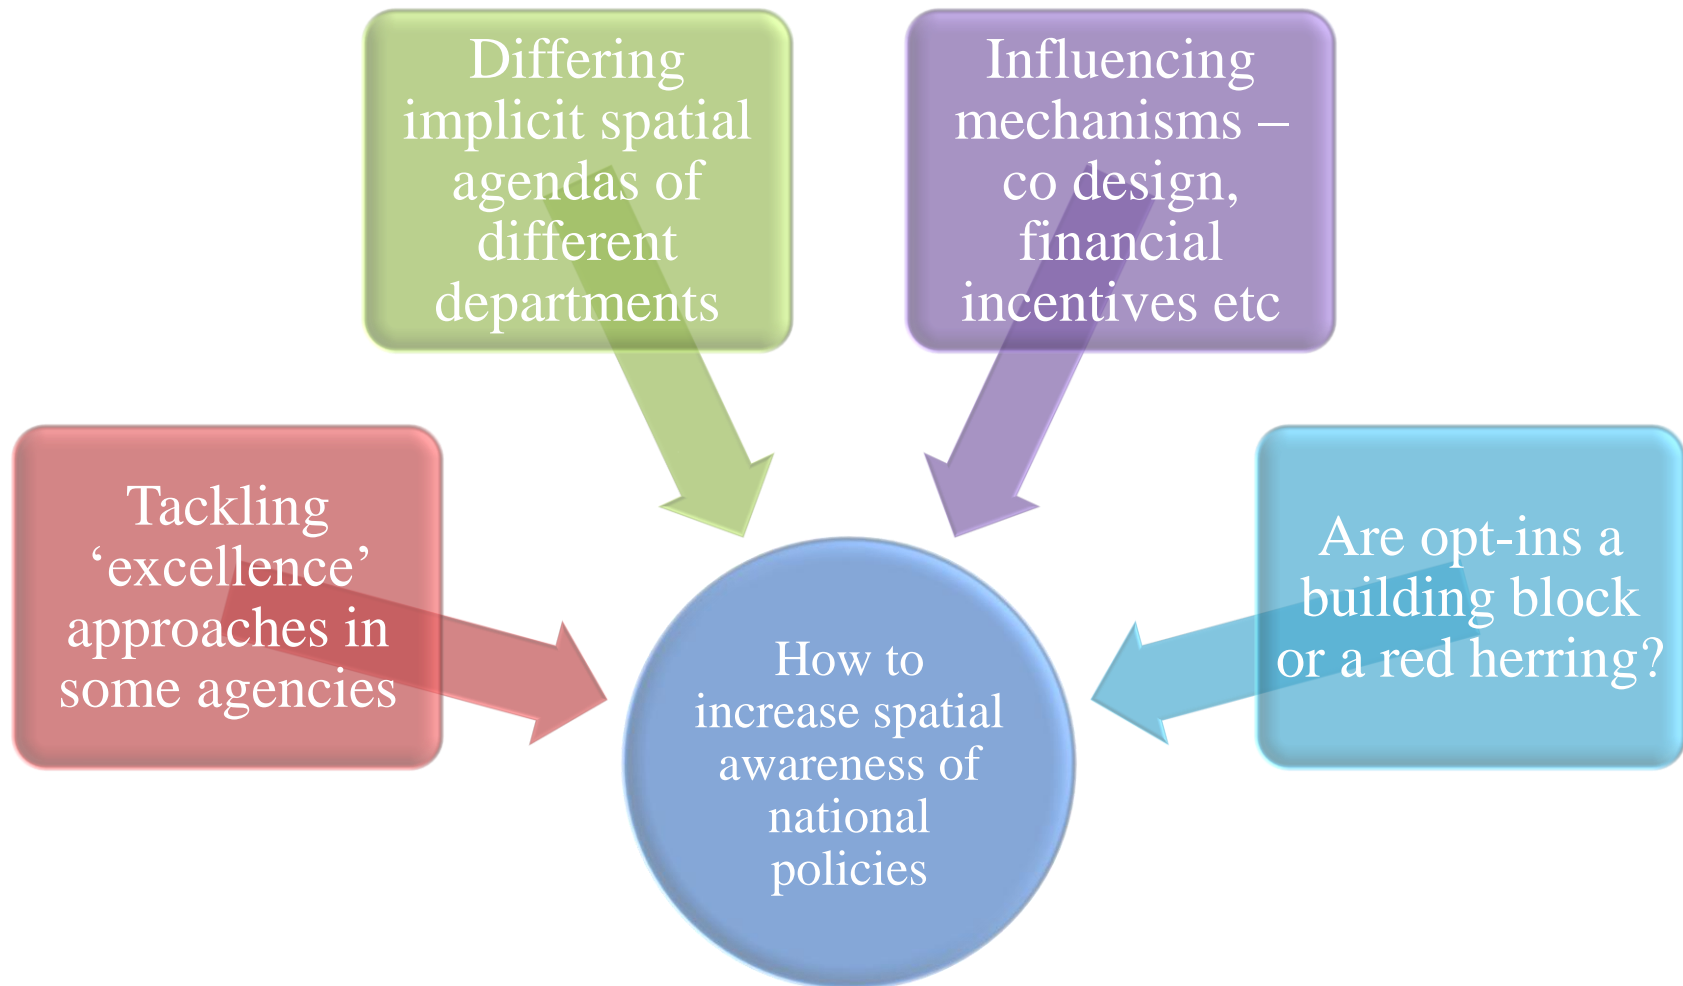 Differing
implicit spatial
agendas of
different
departments
Influencing
mechanisms –
co design,
financial
incentives etc
Tackling
‘excellence’
approaches in
some agencies
Are opt-ins a
building block
or a red herring?
How to
increase spatial
awareness of
national
policies